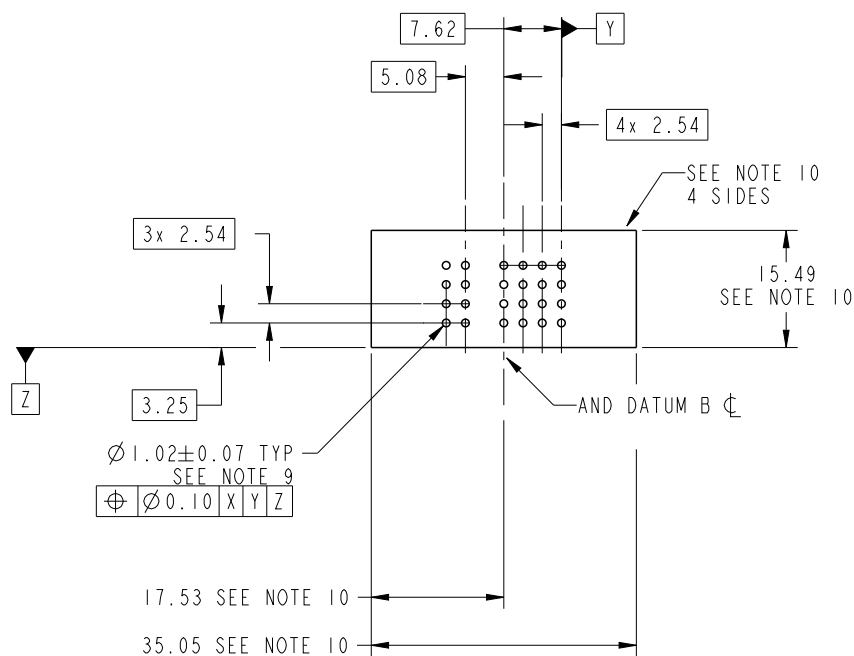 7.62
Y
5.08
4x 2.54
SEE NOTE 10
4 SIDES
3x 2.54
15.49
SEE NOTE 10
Z
3.25
AND DATUM B ℄
⌀1.02±0.07 TYP
SEE NOTE 9
⌖ ⌀0.10 X Y Z
17.53 SEE NOTE 10
35.05 SEE NOTE 10